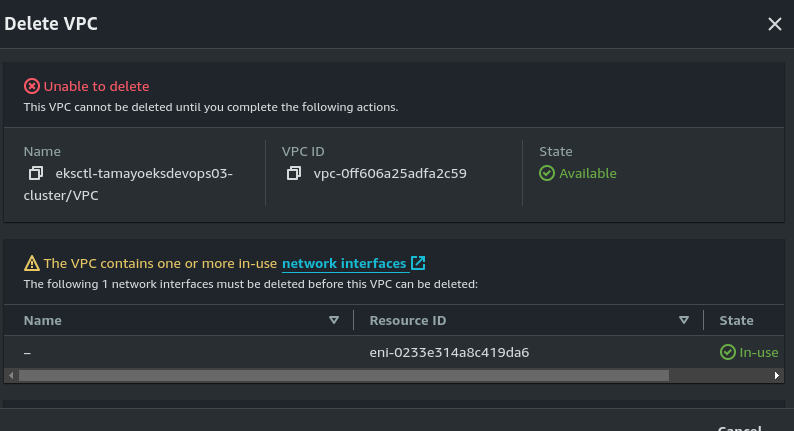 Delete VPC
Unable to delete
This VPC cannot be deleted until you complete the following actions.
Name
VPC ID
State
eksctl-tamayoeksdevops03-
cluster/VPC
vpc-0ff606a25adfa2c59
Available
The VPC contains one or more in-use network interfaces
The following 1 network interfaces must be deleted before this VPC can be deleted:
Name
Resource ID
State
–
eni-0233e314a8c419da6
In-use
Cancel